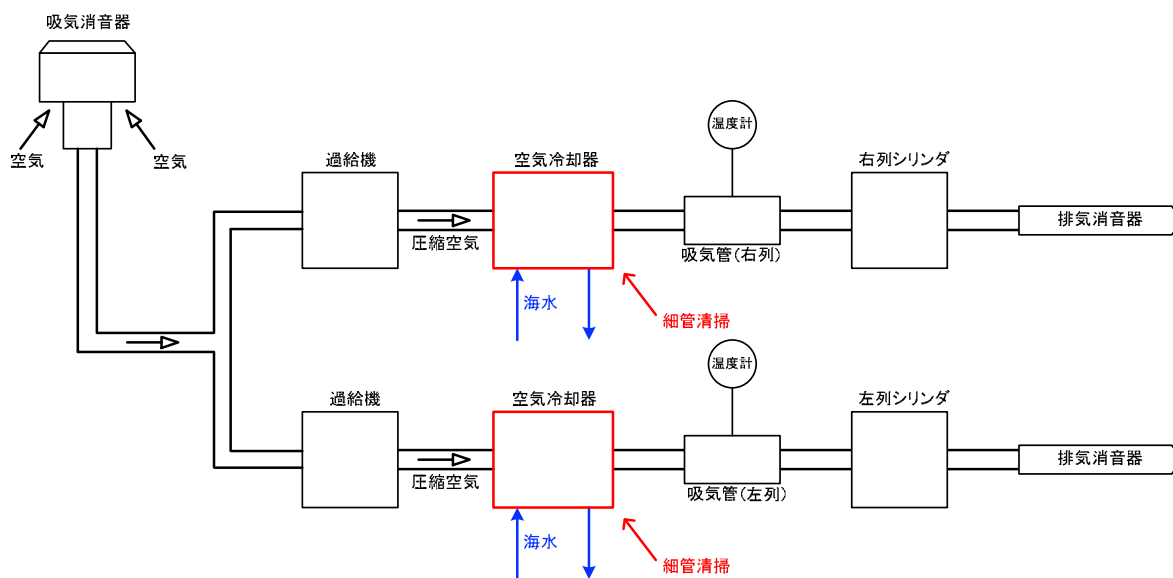 吸気消音器
空気
空気
過給機
圧縮空気
空気冷却器
海水
細管清掃
温度計
吸気管(右列)
右列シリンダ
排気消音器
過給機
圧縮空気
空気冷却器
海水
細管清掃
温度計
吸気管(左列)
左列シリンダ
排気消音器